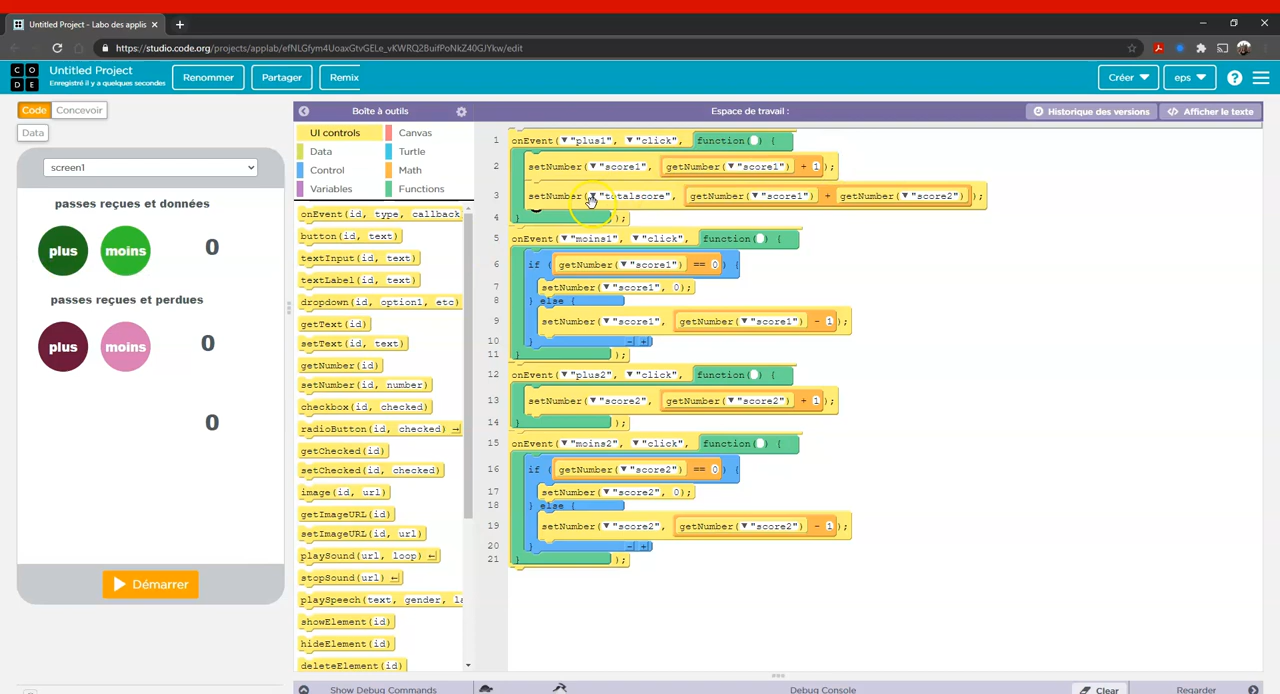 Untitled Project - Labo des applis
https://studio.code.org/projects/applab/efNLGfym4UoaxGtvGELe_vKWRQ2BuifPoNkZ40GJYkw/edit
CO
DE
Untitled Project
Enregistré il y a quelques secondes
Renommer
Partager
Remix
Créer
eps
?
Code
Concevoir
Data
Boîte à outils
Espace de travail :
Historique des versions
Afficher le texte
screen1
passes reçues et données
plus
moins
0
passes reçues et perdues
plus
moins
0
0
Démarrer
UI controls
Canvas
Data
Turtle
Control
Math
Variables
Functions
onEvent(id, type, callback
button(id, text)
textInput(id, text)
textLabel(id, text)
dropdown(id, option1, etc)
getText(id)
setText(id, text)
getNumber(id)
setNumber(id, number)
checkbox(id, checked)
radioButton(id, checked)
getChecked(id)
setChecked(id, checked)
image(id, url)
getImageURL(id)
setImageURL(id, url)
playSound(url, loop)
stopSound(url)
playSpeech(text, gender, la
showElement(id)
hideElement(id)
deleteElement(id)
1 onEvent("plus1", "click", function() {
2 setNumber("score1", getNumber("score1") + 1);
3 setNumber("totalscore", getNumber("score1") + getNumber("score2"));
4 });
5 onEvent("moins1", "click", function() {
6 if (getNumber("score1") == 0) {
7 setNumber("score1", 0);
8 } else {
9 setNumber("score1", getNumber("score1") - 1);
10 } - +
11 });
12 onEvent("plus2", "click", function() {
13 setNumber("score2", getNumber("score2") + 1);
14 });
15 onEvent("moins2", "click", function() {
16 if (getNumber("score2") == 0) {
17 setNumber("score2", 0);
18 } else {
19 setNumber("score2", getNumber("score2") - 1);
20 } - +
21 });
Show Debug Commands
Debug Console
Clear
Regarder